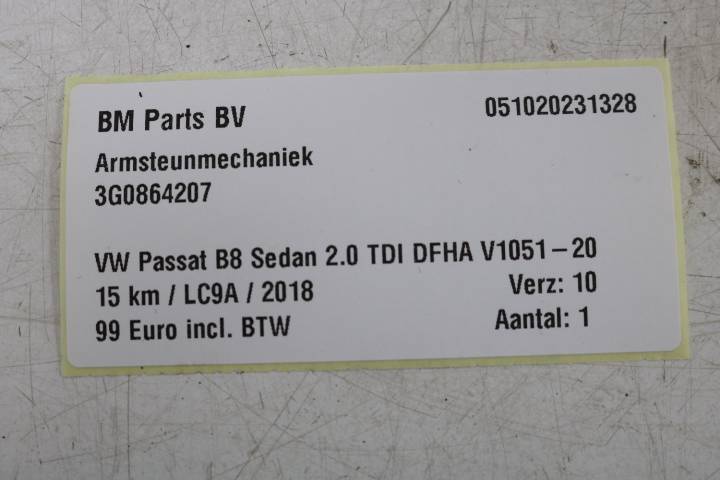 BM Parts BV 051020231328
Armsteunmechaniek
3G0864207
VW Passat B8 Sedan 2.0 TDI DFHA V1051-20
15 km / LC9A / 2018 Verz: 10
99 Euro incl. BTW Aantal: 1